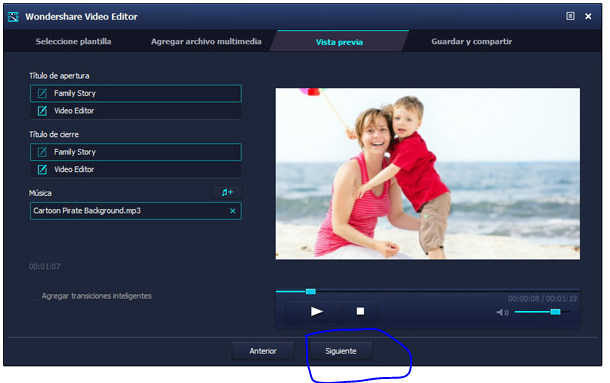 Wondershare Video Editor
Seleccione plantilla
Agregar archivo multimedia
Vista previa
Guardar y compartir
Título de apertura
Family Story
Video Editor
Título de cierre
Family Story
Video Editor
Música
Cartoon Pirate Background.mp3
00:01:07
Agregar transiciones inteligentes
00:00:08 / 00:01:19
Anterior
Siguiente